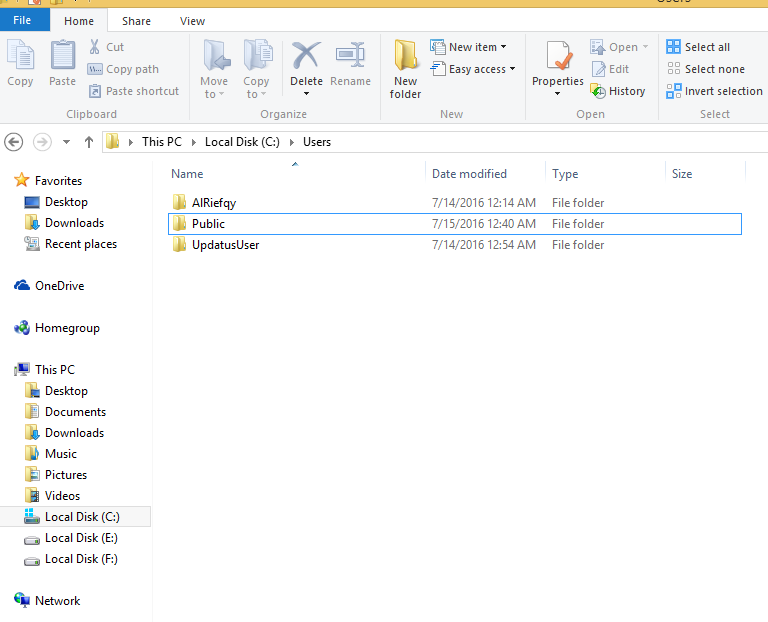 Users
File Home Share View
Copy
Paste
Cut
Copy path
Paste shortcut
Clipboard
Move to
Copy to
Delete
Rename
Organize
New folder
New item
Easy access
New
Properties
Open
Edit
History
Open
Select all
Select none
Invert selection
Select
This PC Local Disk (C:) Users
Name Date modified Type Size
AlRiefqy 7/14/2016 12:14 AM File folder
Public 7/15/2016 12:40 AM File folder
UpdatusUser 7/14/2016 12:54 AM File folder
Favorites
Desktop
Downloads
Recent places
OneDrive
Homegroup
This PC
Desktop
Documents
Downloads
Music
Pictures
Videos
Local Disk (C:)
Local Disk (E:)
Local Disk (F:)
Network